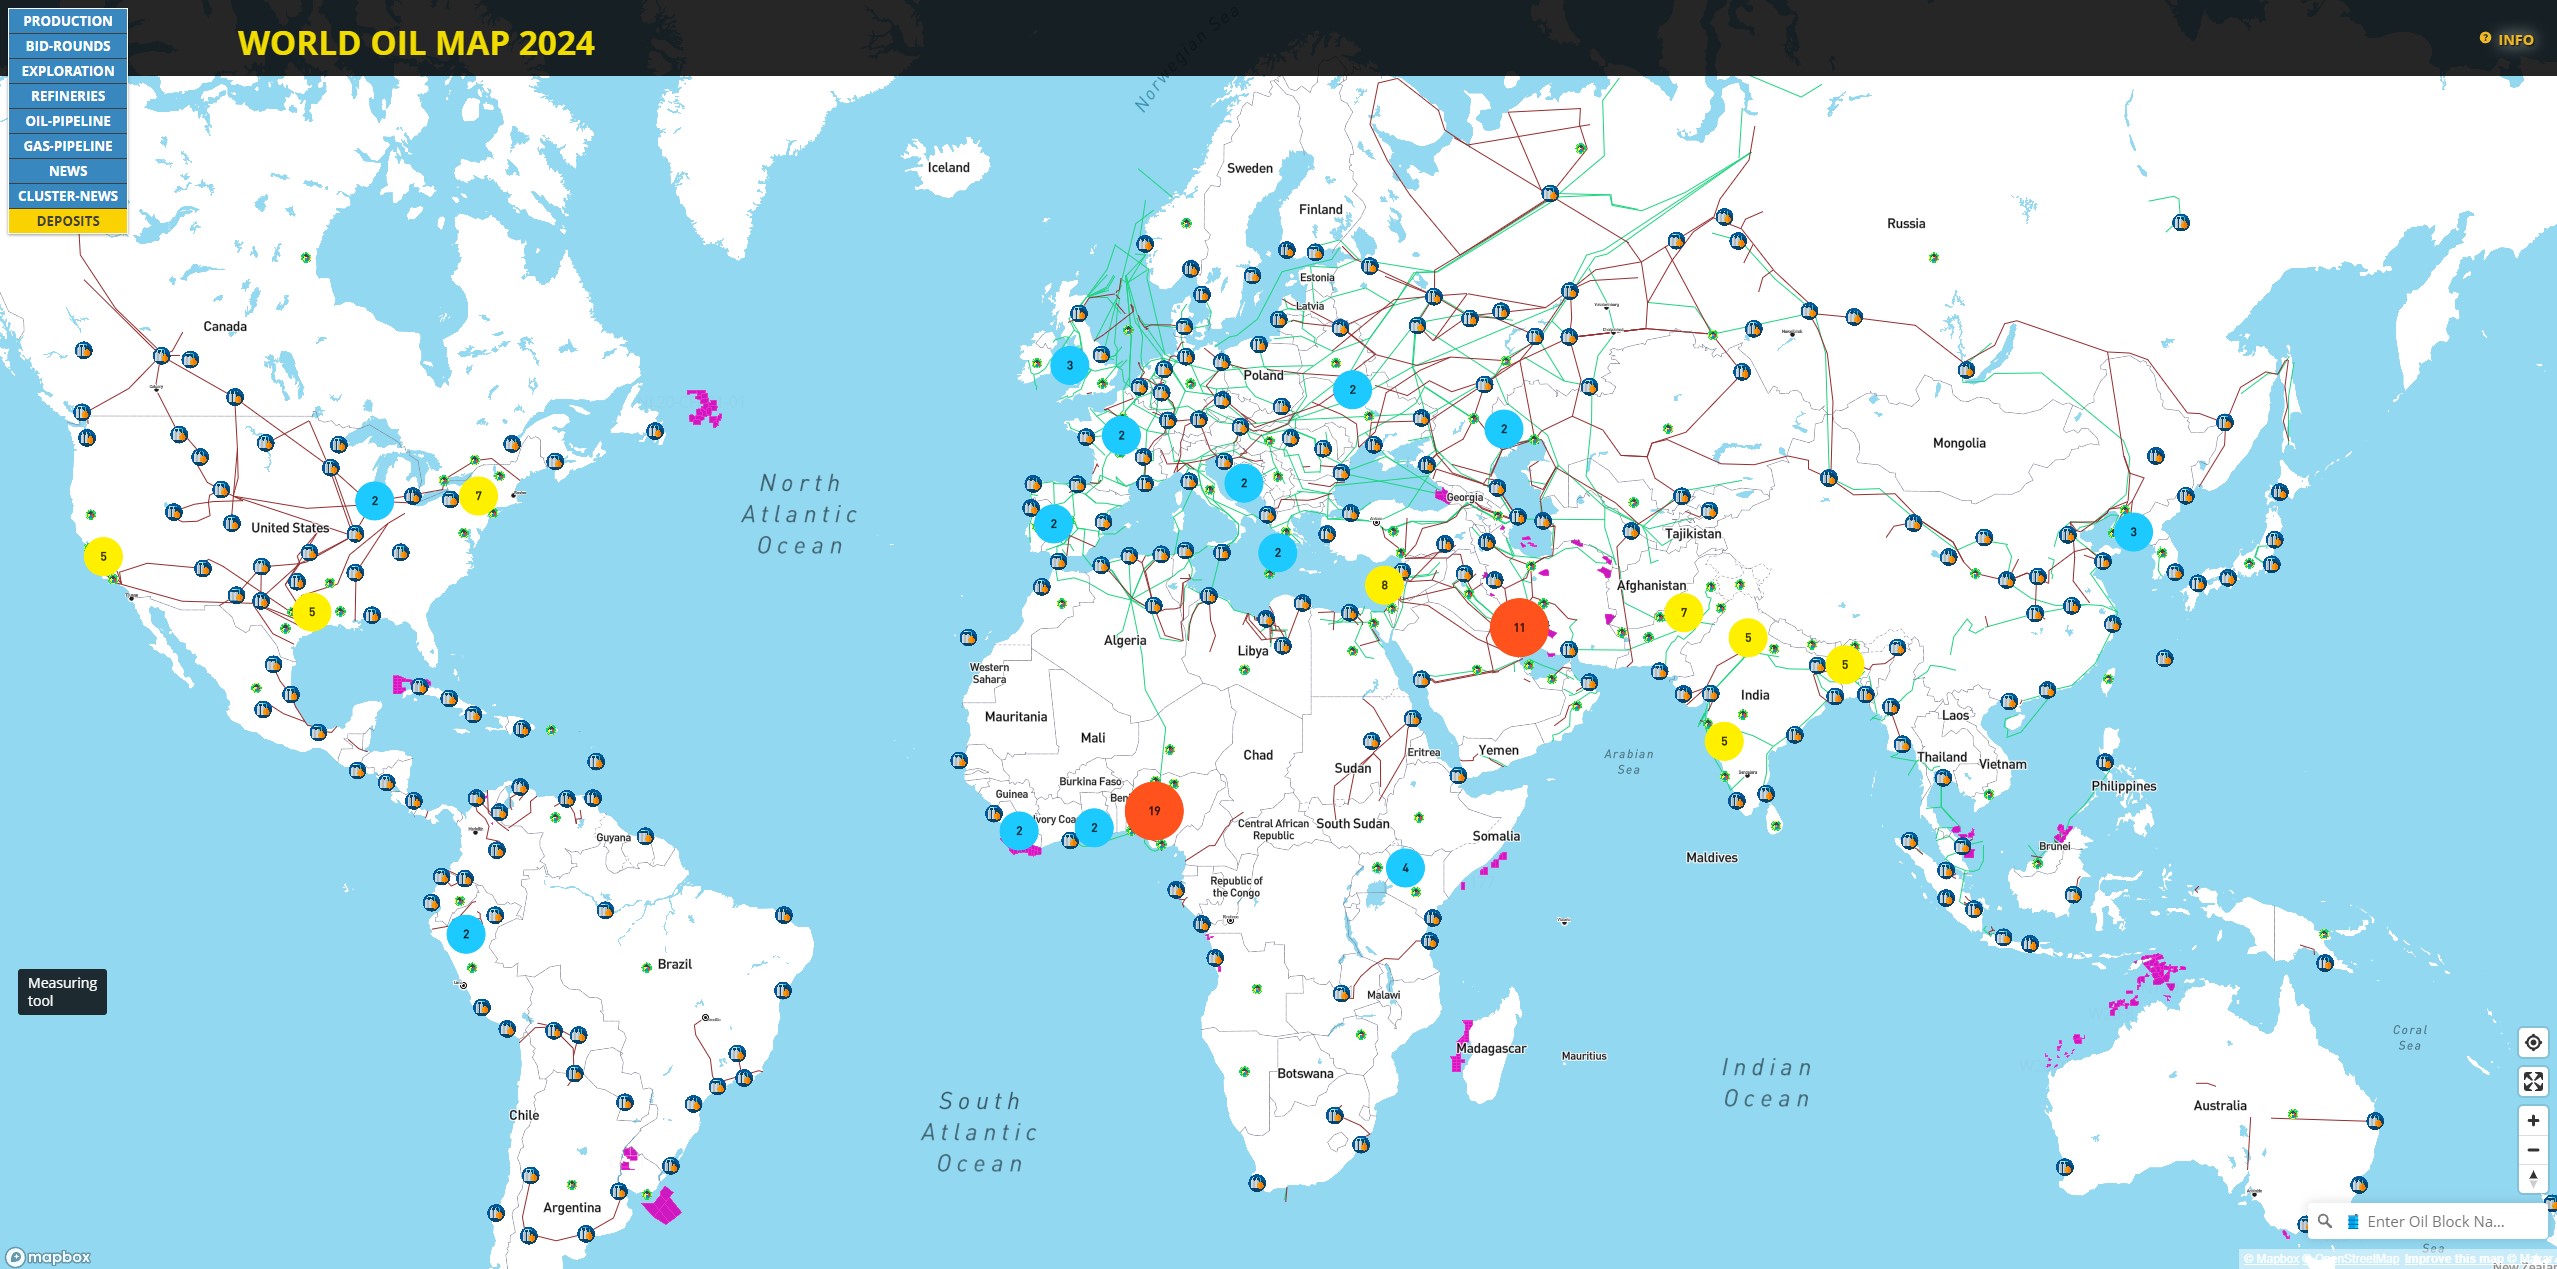 PRODUCTION
BID-ROUNDS
EXPLORATION
REFINERIES
OIL-PIPELINE
GAS-PIPELINE
NEWS
CLUSTER-NEWS
DEPOSITS
WORLD OIL MAP 2024
INFO
Norwegian Sea
Iceland
Sweden
Finland
Russia
Estonia
Latvia
Canada
3
Poland
2
2
2
Mongolia
North
Atlantic
Ocean
2
7
2
Georgia
United States
2
3
Tajikistan
5
2
8
Afghanistan
5
7
11
5
Algeria
Libya
5
Western
Sahara
India
Mauritania
Laos
Mali
5
Chad
Eritrea
Yemen
Arabian
Sea
Thailand
Vietnam
Sudan
Burkina Faso
Philippines
Guinea
Ben
19
Ivory Coa
2
2
Central African
Republic
South Sudan
Somalia
Guyana
Brunei
Maldives
4
Republic of
the Congo
2
Brazil
Measuring
tool
Malawi
Coral
Sea
Madagascar
Mauritius
Indian
Ocean
Botswana
South
Atlantic
Ocean
Chile
Australia
Argentina
Enter Oil Block Na...
Sea
mapbox
© Mapbox © OpenStreetMap Improve this map © Maxar
New Zealan